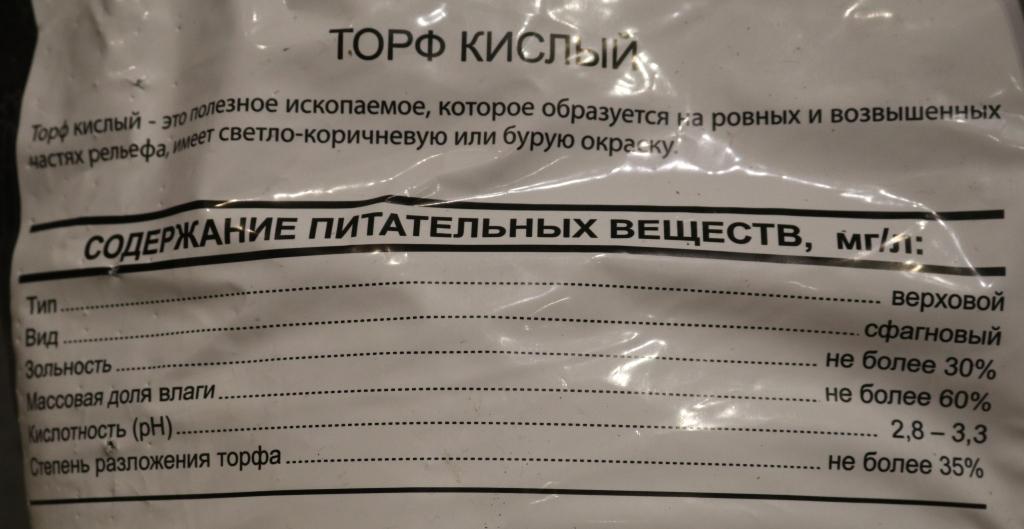 ТОРФ КИСЛЫЙ
Торф кислый - это полезное ископаемое, которое образуется на ровных и возвышенных
частях рельефа, имеет светло-коричневую или бурую окраску.
СОДЕРЖАНИЕ ПИТАТЕЛЬНЫХ ВЕЩЕСТВ, мг/л:
Тип верховой
Вид сфагновый
Зольность не более 30%
Массовая доля влаги не более 60%
Кислотность (pH) 2,8 – 3,3
Степень разложения торфа не более 35%